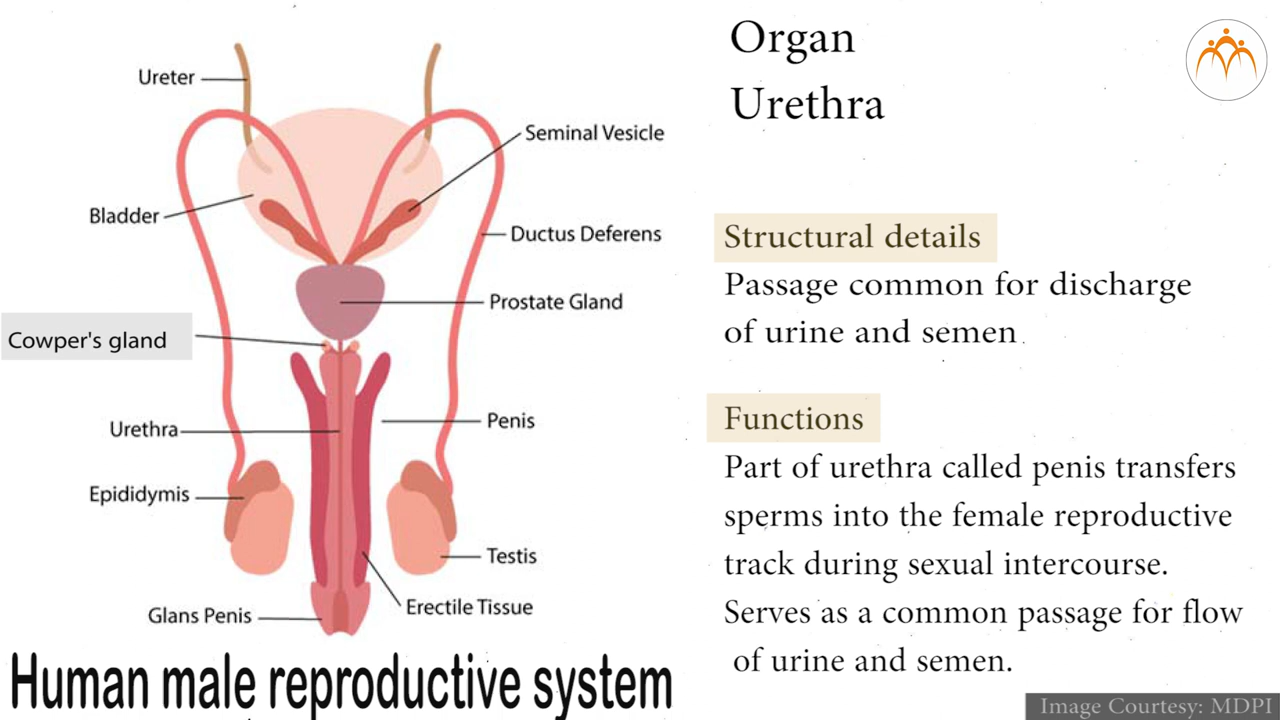 Organ
Urethra
Ureter
Seminal Vesicle
Bladder
Ductus Deferens
Prostate Gland
Cowper's gland
Urethra
Penis
Epididymis
Testis
Glans Penis
Erectile Tissue
Human male reproductive system
Structural details
Passage common for discharge
of urine and semen
Functions
Part of urethra called penis transfers
sperms into the female reproductive
track during sexual intercourse.
Serves as a common passage for flow
of urine and semen.
Image Courtesy: MDPI